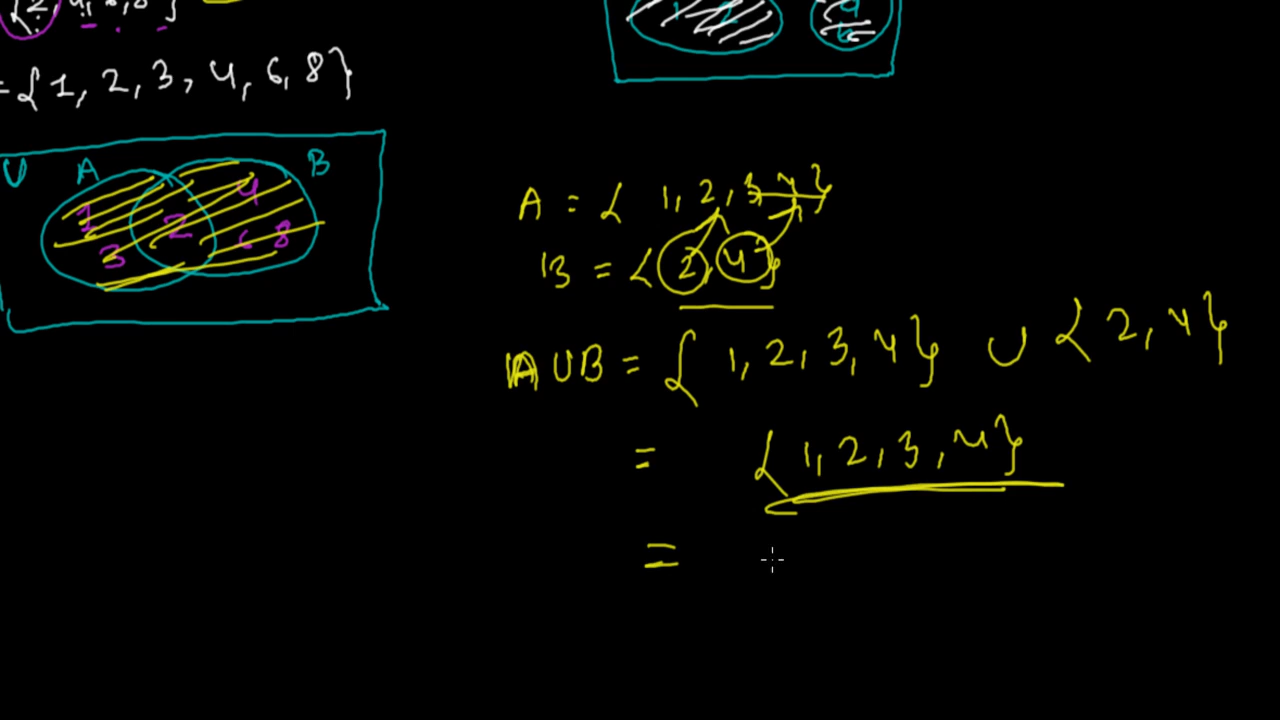 = {1, 2, 3, 4, 6, 8}
U A B
1 2 4
3 6 8
A = { 1, 2, 3, 4 }
B = { 2, 4 }
A U B = { 1, 2, 3, 4 } U { 2, 4 }
= { 1, 2, 3, 4 }
=